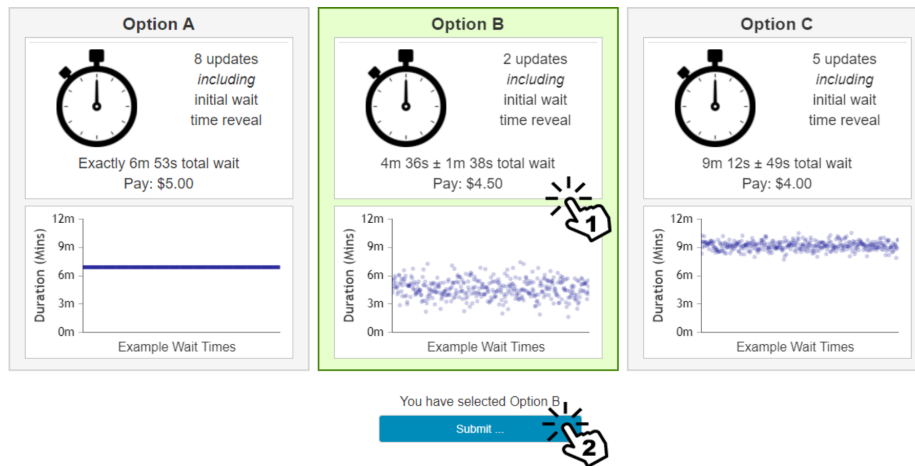 Option A
8 updates
including
initial wait
time reveal
Exactly 6m 53s total wait
Pay: $5.00
12m
9m
6m
3m
0m
Duration (Mins)
Example Wait Times
Option B
2 updates
including
initial wait
time reveal
4m 36s ± 1m 38s total wait
Pay: $4.50
1
12m
9m
6m
3m
0m
Duration (Mins)
Example Wait Times
Option C
5 updates
including
initial wait
time reveal
9m 12s ± 49s total wait
Pay: $4.00
12m
9m
6m
3m
0m
Duration (Mins)
Example Wait Times
You have selected Option B
Submit ...
2